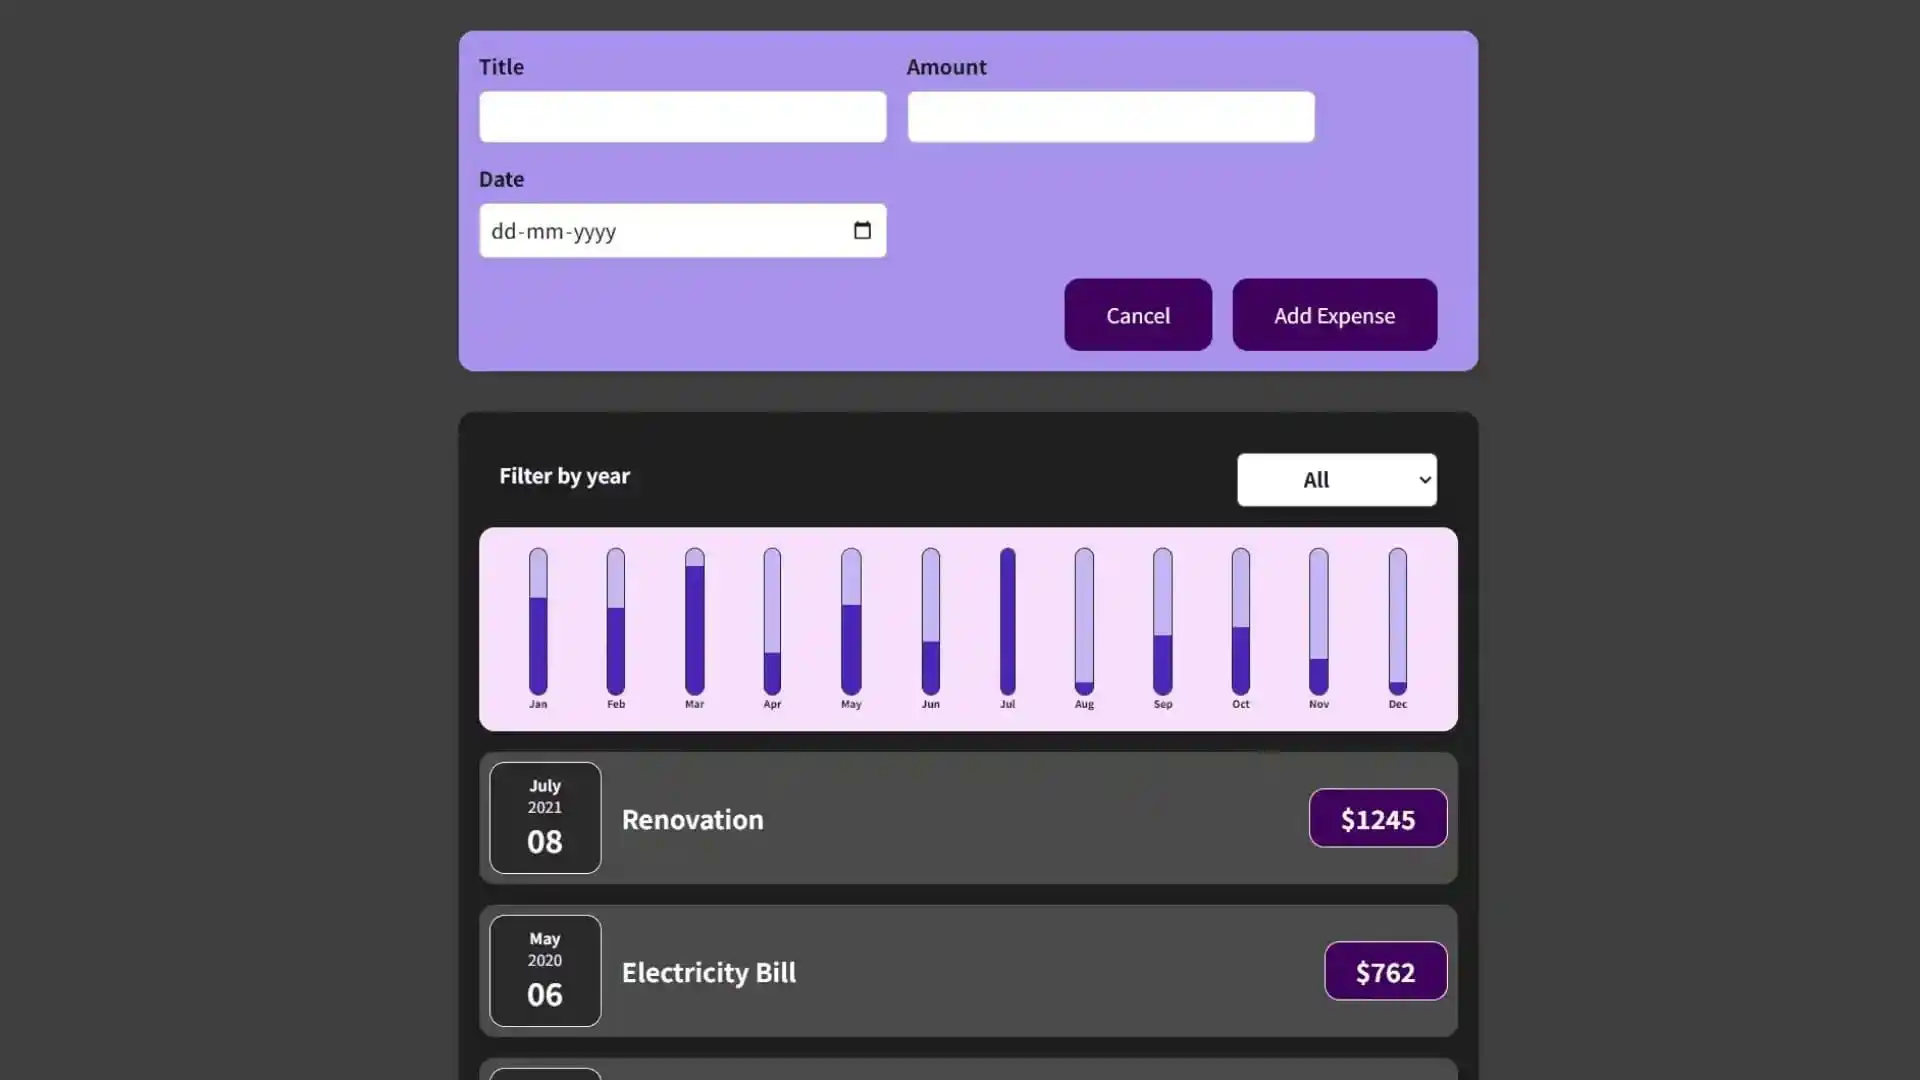 Title
Amount
Date
dd-mm-yyyy
Cancel
Add Expense
Filter by year
All
Jan
Feb
Mar
Apr
May
Jun
Jul
Aug
Sep
Oct
Nov
Dec
July
2021
08
Renovation
$1245
May
2020
06
Electricity Bill
$762